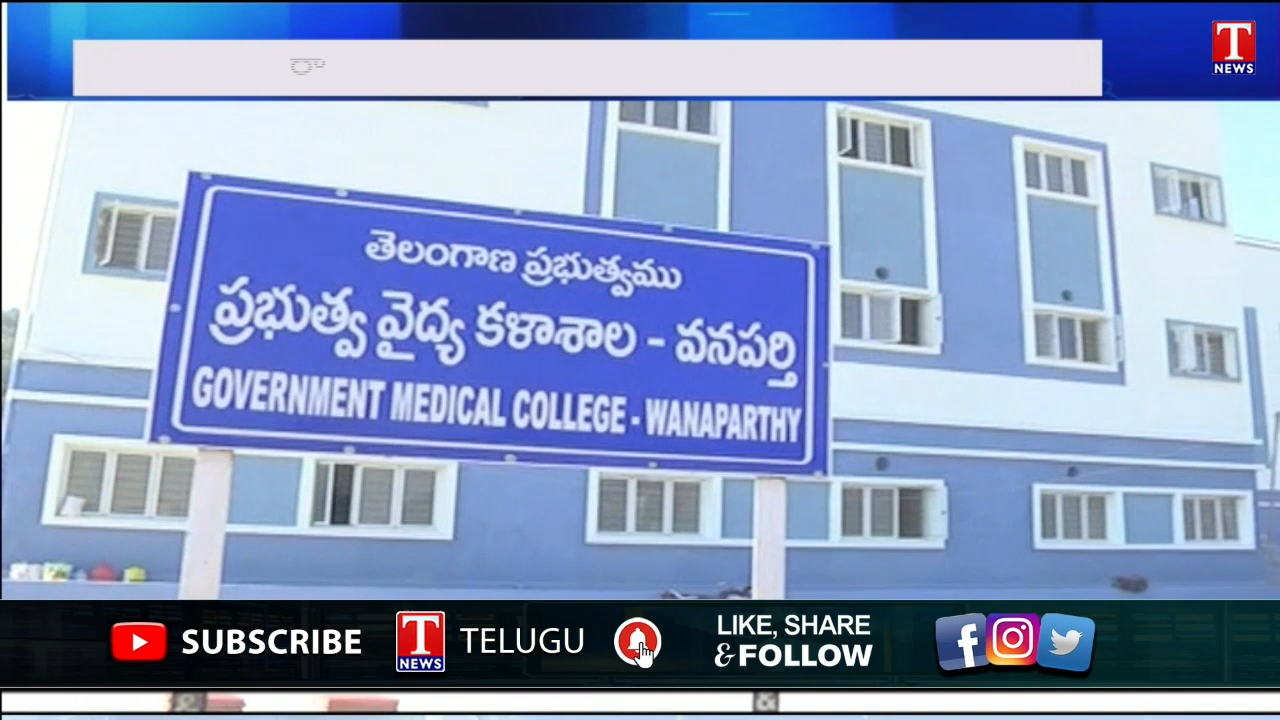 T
NEWS
తెలంగాణ ప్రభుత్వము
ప్రభుత్వ వైద్య కళాశాల - వనపర్తి
GOVERNMENT MEDICAL COLLEGE - WANAPARTHY
SUBSCRIBE
T
NEWS
TELUGU
LIKE, SHARE
& FOLLOW